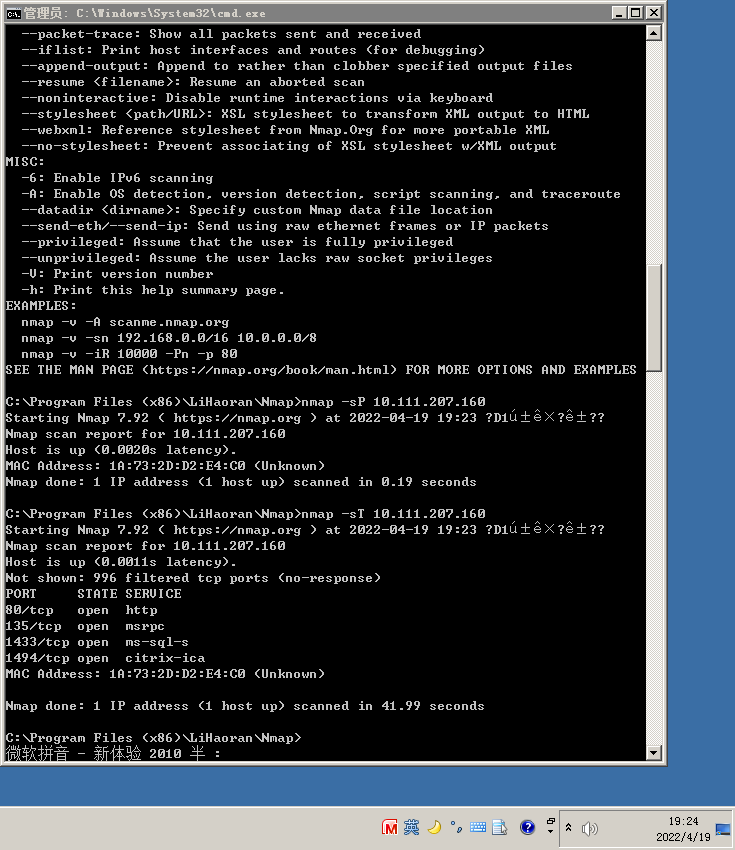 管理员: C:\Windows\System32\cmd.exe
--packet-trace: Show all packets sent and received
--iflist: Print host interfaces and routes (for debugging)
--append-output: Append to rather than clobber specified output files
--resume <filename>: Resume an aborted scan
--noninteractive: Disable runtime interactions via keyboard
--stylesheet <path/URL>: XSL stylesheet to transform XML output to HTML
--webxml: Reference stylesheet from Nmap.Org for more portable XML
--no-stylesheet: Prevent associating of XSL stylesheet w/XML output
MISC:
-6: Enable IPv6 scanning
-A: Enable OS detection, version detection, script scanning, and traceroute
--datadir <dirname>: Specify custom Nmap data file location
--send-eth/--send-ip: Send using raw ethernet frames or IP packets
--privileged: Assume that the user is fully privileged
--unprivileged: Assume the user lacks raw socket privileges
-V: Print version number
-h: Print this help summary page.
EXAMPLES:
nmap -v -A scanme.nmap.org
nmap -v -sn 192.168.0.0/16 10.0.0.0/8
nmap -v -iR 10000 -Pn -p 80
SEE THE MAN PAGE (https://nmap.org/book/man.html) FOR MORE OPTIONS AND EXAMPLES
C:\Program Files (x86)\LiHaoran\Nmap>nmap -sP 10.111.207.160
Starting Nmap 7.92 ( https://nmap.org ) at 2022-04-19 19:23 ?D1ú±ê×?ê±??
Nmap scan report for 10.111.207.160
Host is up (0.0020s latency).
MAC Address: 1A:73:2D:D2:E4:C0 (Unknown)
Nmap done: 1 IP address (1 host up) scanned in 0.19 seconds
C:\Program Files (x86)\LiHaoran\Nmap>nmap -sT 10.111.207.160
Starting Nmap 7.92 ( https://nmap.org ) at 2022-04-19 19:23 ?D1ú±ê×?ê±??
Nmap scan report for 10.111.207.160
Host is up (0.0011s latency).
Not shown: 996 filtered tcp ports (no-response)
PORT     STATE SERVICE
80/tcp   open  http
135/tcp  open  msrpc
1433/tcp open  ms-sql-s
1494/tcp open  citrix-ica
MAC Address: 1A:73:2D:D2:E4:C0 (Unknown)
Nmap done: 1 IP address (1 host up) scanned in 41.99 seconds
C:\Program Files (x86)\LiHaoran\Nmap>
微软拼音 - 新体验 2010 半 :
M 英
19:24
2022/4/19